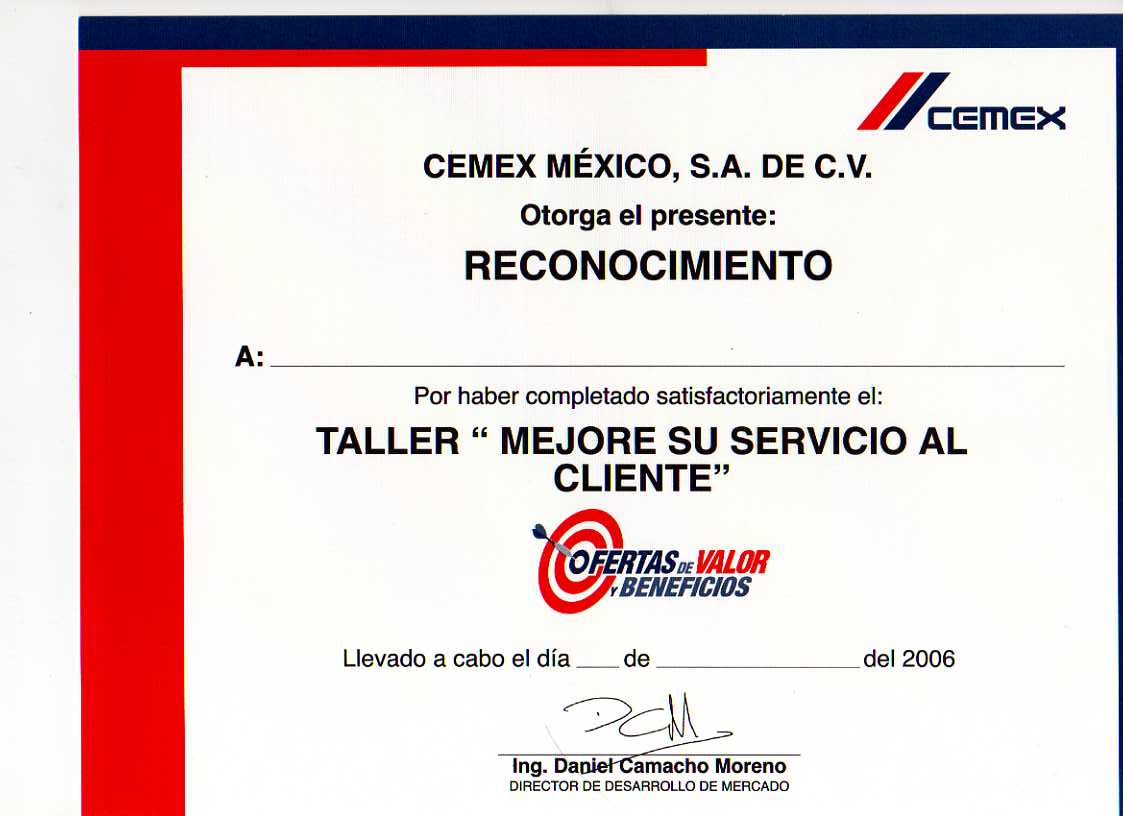 CEMEX
CEMEX MÉXICO, S.A. DE C.V.
Otorga el presente:
RECONOCIMIENTO
A:
Por haber completado satisfactoriamente el:
TALLER “ MEJORE SU SERVICIO AL
CLIENTE”
OFERTAS DE VALOR
Y BENEFICIOS
Llevado a cabo el día ____ de ________________ del 2006
DCM
Ing. Daniel Camacho Moreno
DIRECTOR DE DESARROLLO DE MERCADO